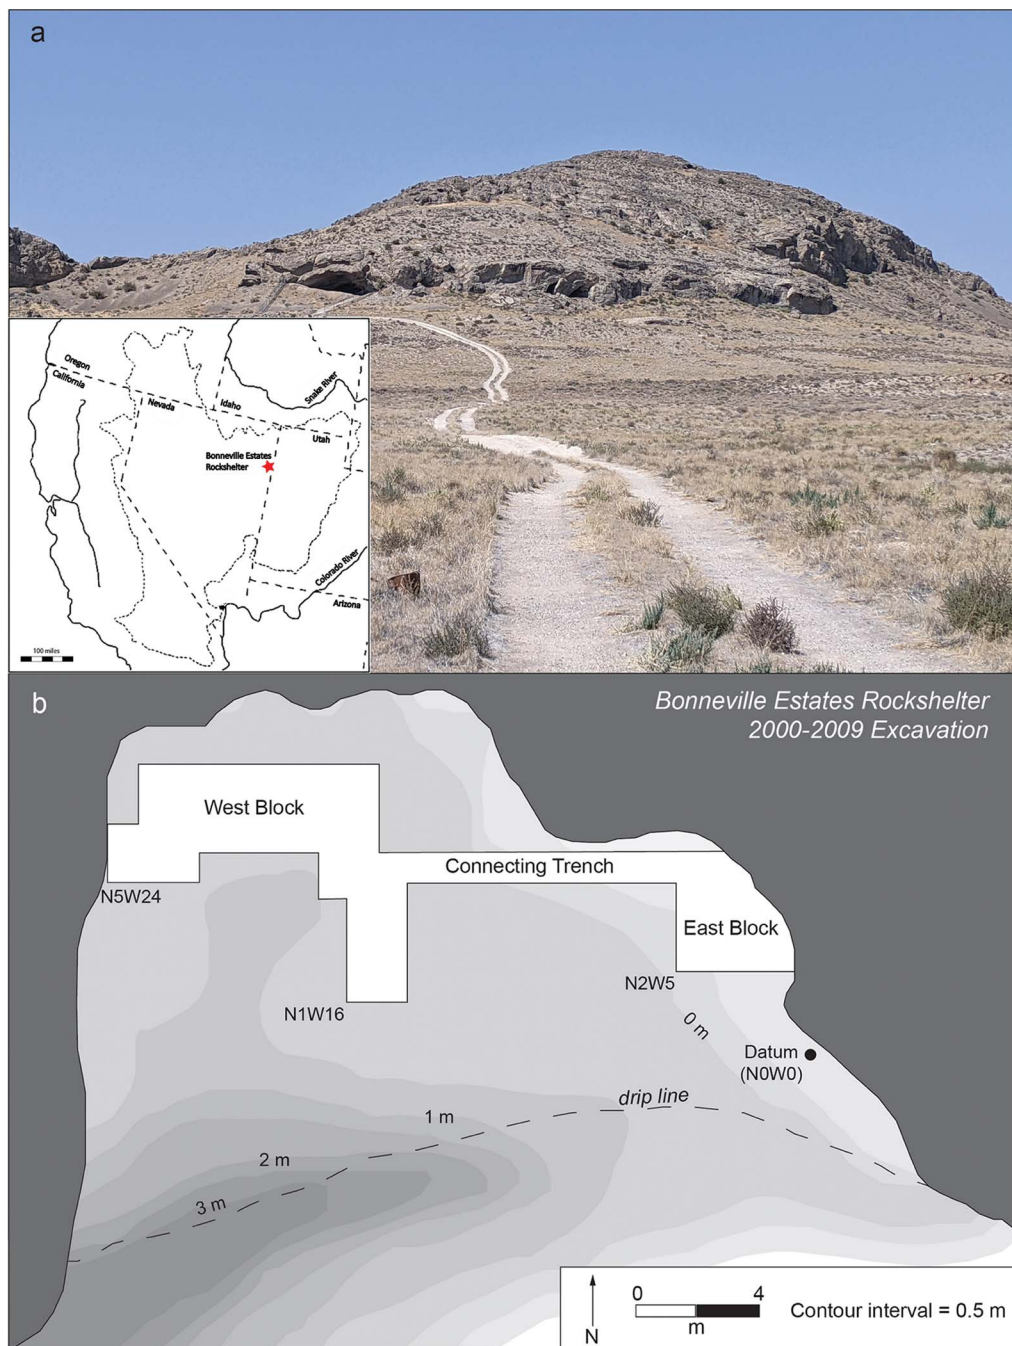 a
Oregon
California
Nevada
Idaho
Snake River
Utah
Bonneville Estates
Rockshelter
Colorado River
Arizona
100 miles
b
Bonneville Estates Rockshelter
2000-2009 Excavation
West Block
Connecting Trench
N5W24
East Block
N2W5
N1W16
0 m
Datum
(N0W0)
drip line
1 m
2 m
3 m
0 4
m
N
Contour interval = 0.5 m